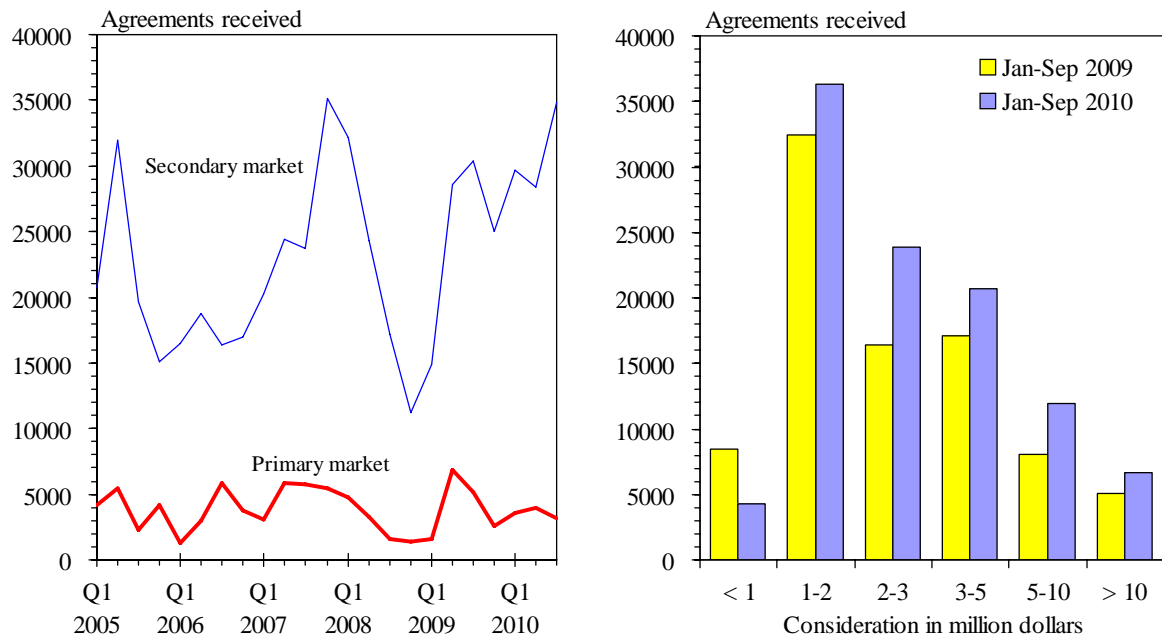 Agreements received
40000
35000
30000
25000
20000
15000
10000
5000
0
Secondary market
Primary market
Q1 Q1 Q1 Q1 Q1 Q1
2005 2006 2007 2008 2009 2010
Agreements received
40000
35000
30000
25000
20000
15000
10000
5000
0
Jan-Sep 2009
Jan-Sep 2010
< 1 1-2 2-3 3-5 5-10 > 10
Consideration in million dollars